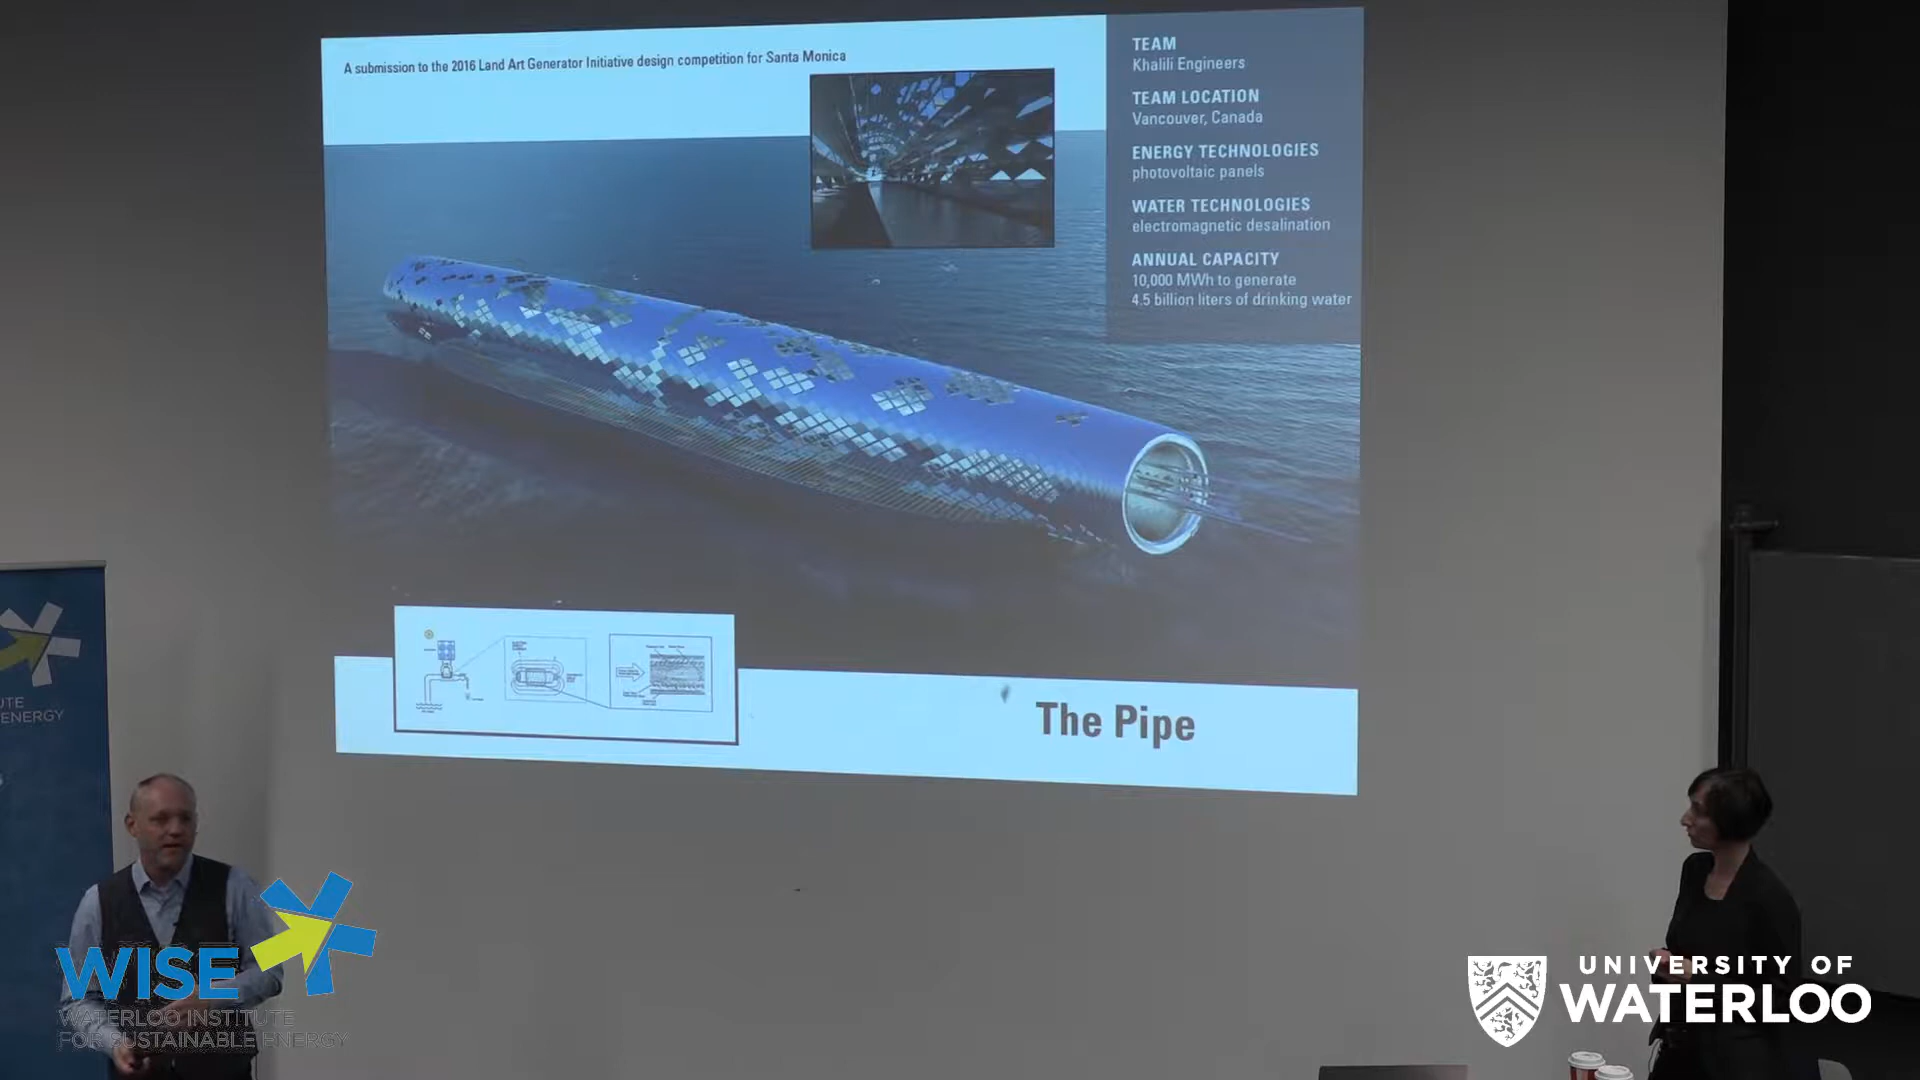 A submission to the 2016 Land Art Generator Initiative design competition for Santa Monica
TEAM
Khalili Engineers
TEAM LOCATION
Vancouver, Canada
ENERGY TECHNOLOGIES
photovoltaic panels
WATER TECHNOLOGIES
electromagnetic desalination
ANNUAL CAPACITY
10,000 MWh to generate
4.5 billion liters of drinking water
The Pipe
ENERGY
WISE
WATERLOO INSTITUTE
FOR SUSTAINABLE ENERGY
UNIVERSITY OF
WATERLOO